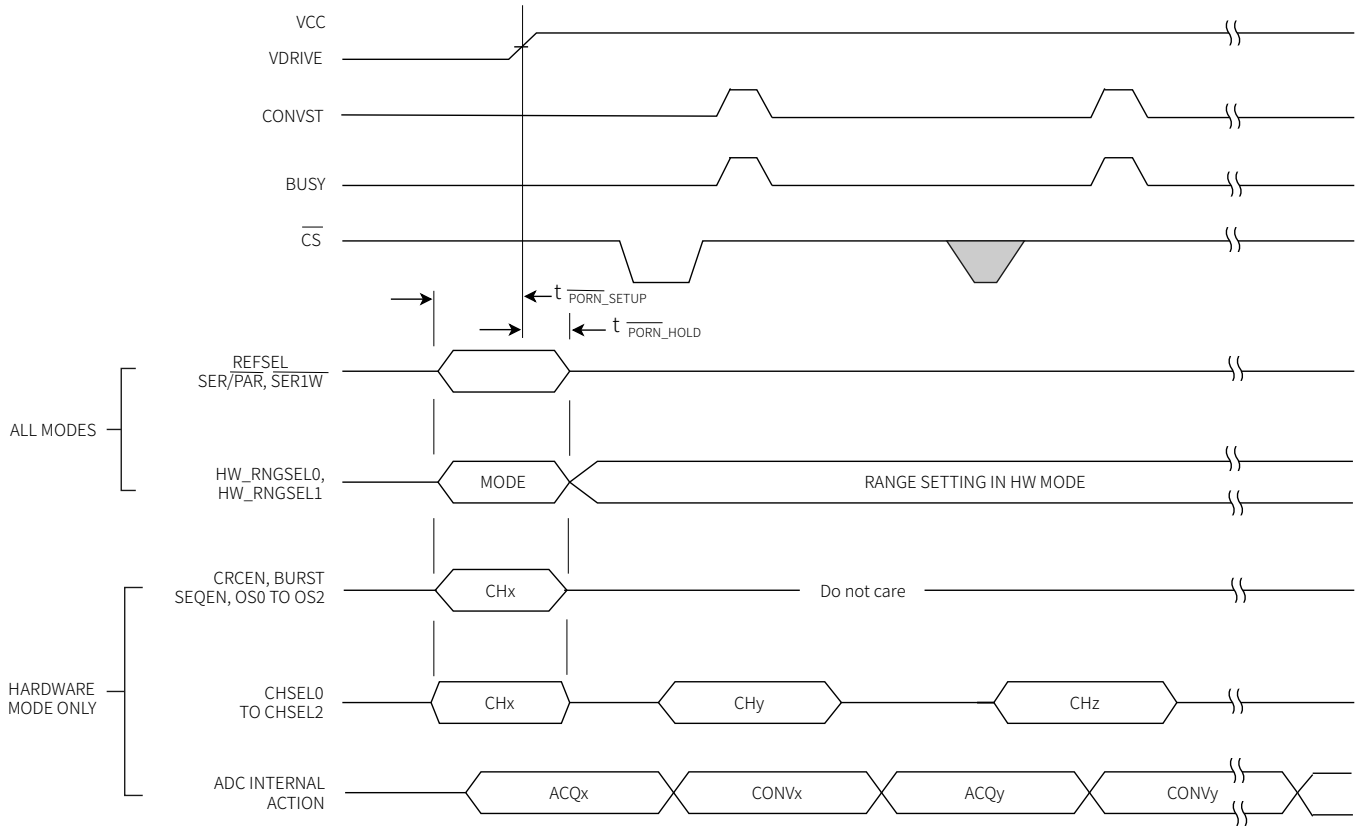 VCC
VDRIVE
CONVST
BUSY
CS
t PORN_SETUP
t PORN_HOLD
REFSEL
SER/PAR, SER1W
ALL MODES
HW_RNGSEL0,
HW_RNGSEL1
MODE
RANGE SETTING IN HW MODE
CRCEN, BURST
SEQEN, OS0 TO OS2
CHx
Do not care
HARDWARE
MODE ONLY
CHSEL0
TO CHSEL2
CHx
CHy
CHz
ADC INTERNAL
ACTION
ACQx
CONVx
ACQy
CONVy